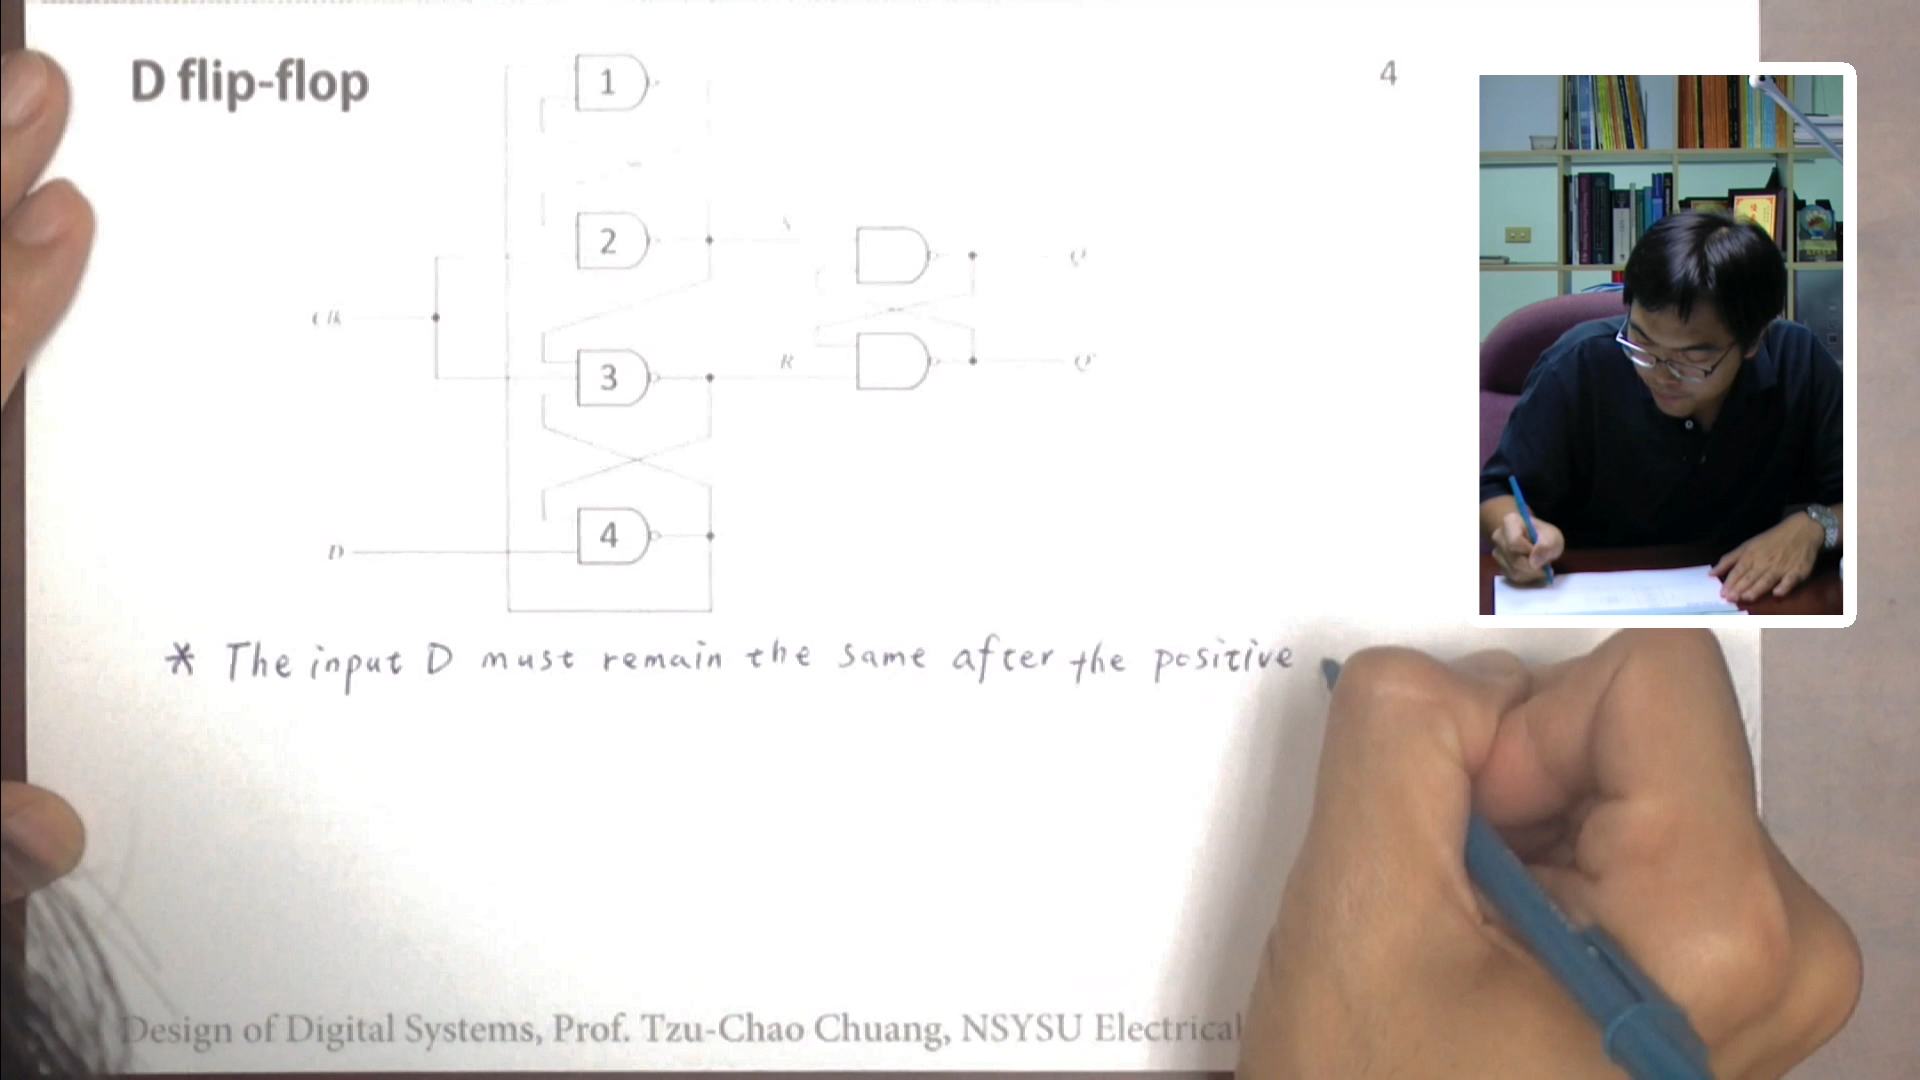 D flip-flop
4
1
2
Clk
3
R
4
D
* The input D must remain the same after the positive
Design of Digital Systems, Prof. Tzu-Chao Chuang, NSYSU Electrical